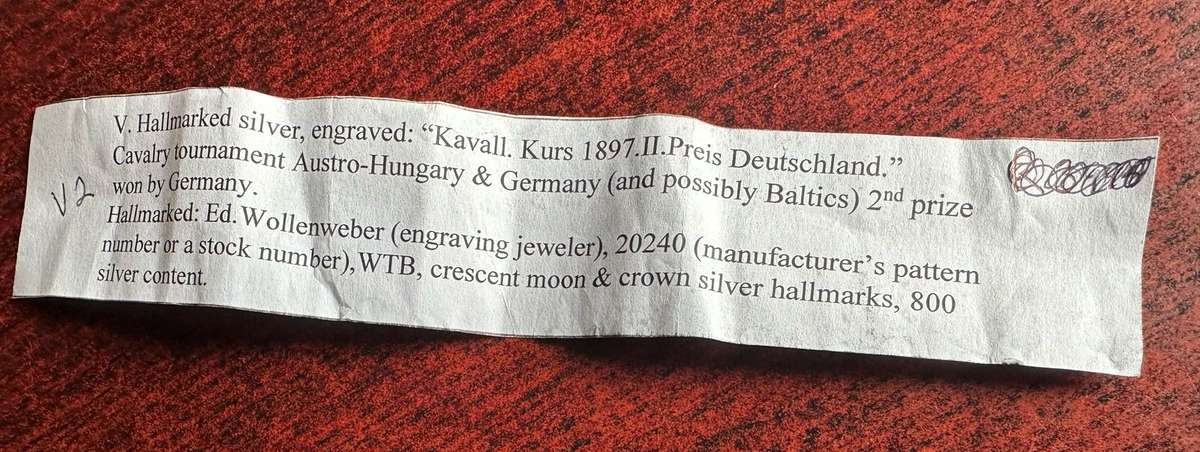 V. Hallmarked silver, engraved: “Kavall. Kurs 1897.II.Preis Deutschland.”
Cavalry tournament Austro-Hungary & Germany (and possibly Baltics) 2nd prize
won by Germany.
Hallmarked: Ed. Wollenweber (engraving jeweler), 20240 (manufacturer’s pattern
number or a stock number), WTB, crescent moon & crown silver hallmarks, 800
silver content.
V2